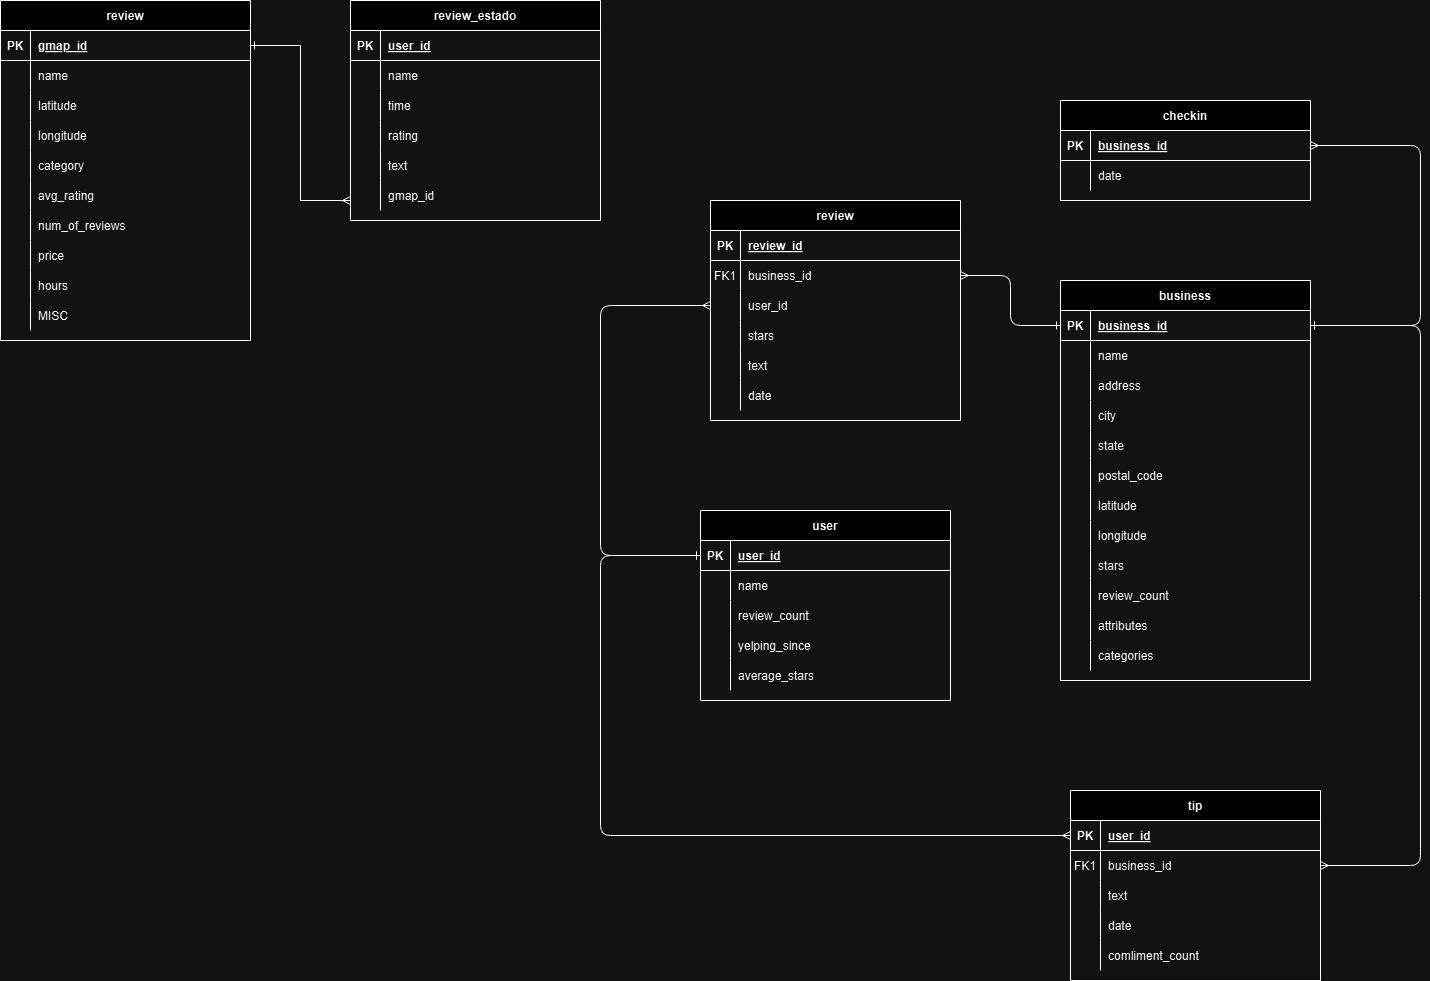 review
PK gmap_id
name
latitude
longitude
category
avg_rating
num_of_reviews
price
hours
MISC
review_estado
PK user_id
name
time
rating
text
gmap_id
checkin
PK business_id
date
review
PK review_id
FK1 business_id
user_id
stars
text
date
business
PK business_id
name
address
city
state
postal_code
latitude
longitude
stars
review_count
attributes
categories
user
PK user_id
name
review_count
yelping_since
average_stars
tip
PK user_id
FK1 business_id
text
date
comliment_count